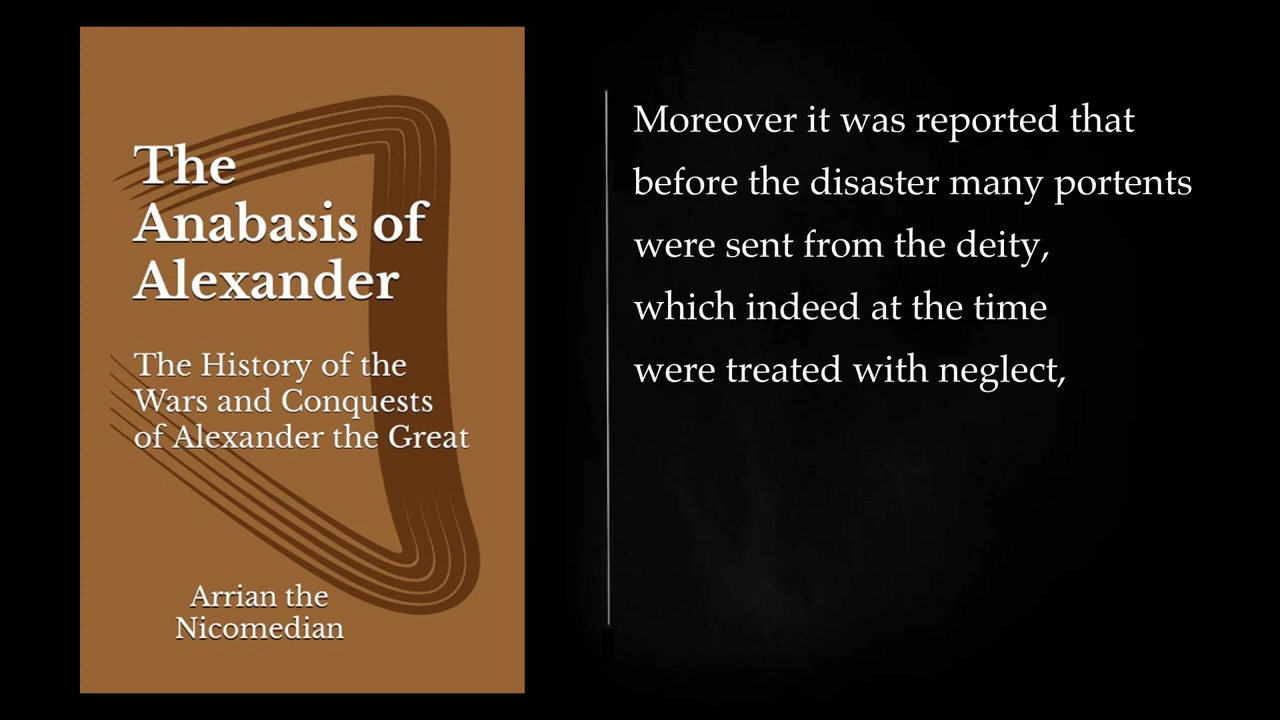 The
Anabasis of
Alexander
The History of the
Wars and Conquests
of Alexander the Great
Arrian the
Nicomedian
Moreover it was reported that
before the disaster many portents
were sent from the deity,
which indeed at the time
were treated with neglect,